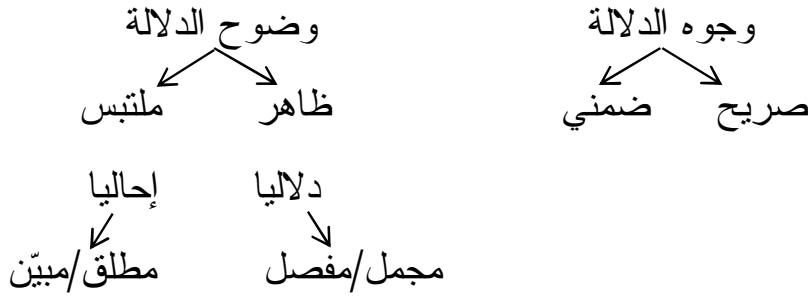 وجوه الدلالة وضوح الدلالة
صريح ضمني ظاهر ملتبس
دلاليا إحاليا
مجمل/مفصل مطلق/مبيّن